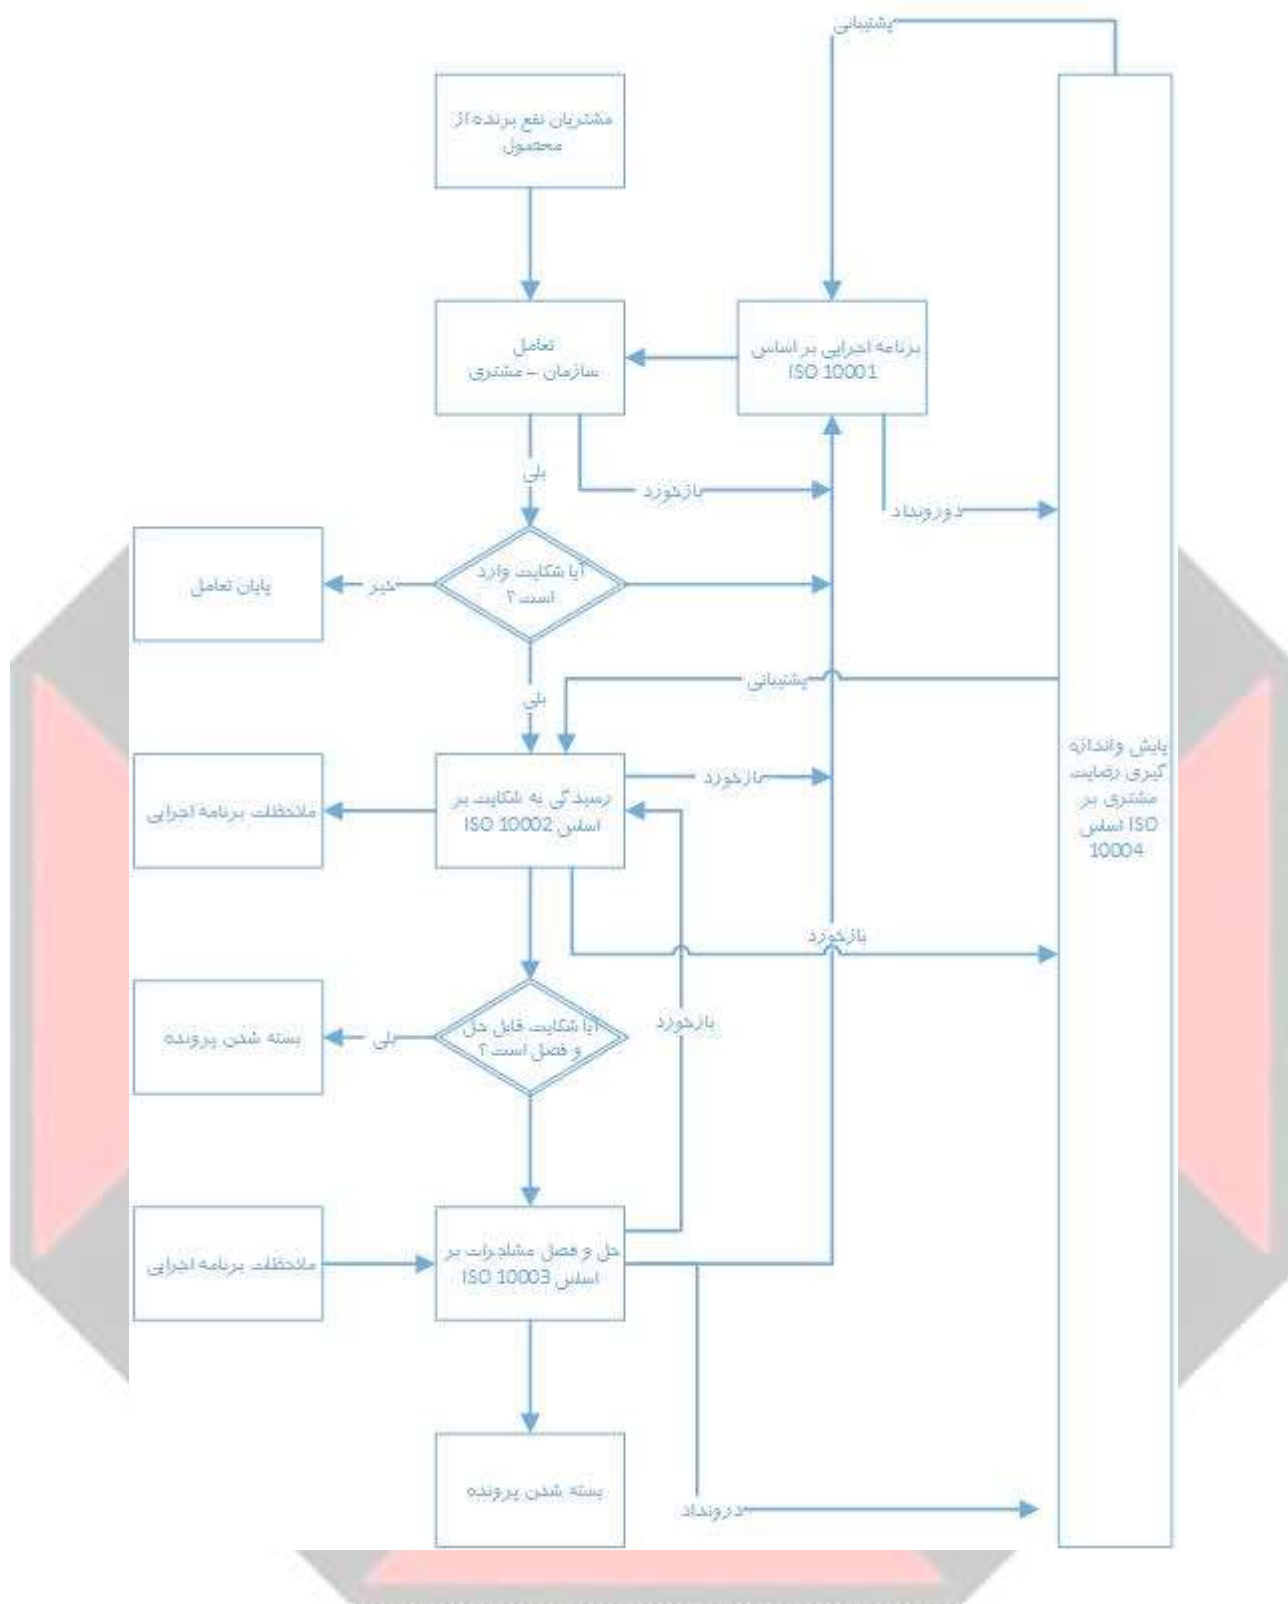 پشتیبانی
مشتریان نفع برنده از
محصول
تعامل
سازمان – مشتری
برنامه اجرایی بر اساس
ISO 10001
بلی
بازخورد
دورونداد
پایان تعامل
خیر
آیا شکایت وارد
است ؟
بلی
پشتیبانی
پایش واندازه
گیری رضایت
مشتری بر
اساس ISO
10004
ملاحظات برنامه اجرایی
رسیدگی به شکایت بر
اساس ISO 10002
بازخورد
بازخورد
بسته شدن پرونده
بلی
آیا شکایت قابل حل
و فصل است ؟
بازخورد
ملاحظات برنامه اجرایی
حل و فصل مشاجرات بر
اساس ISO 10003
بسته شدن پرونده
درونداد